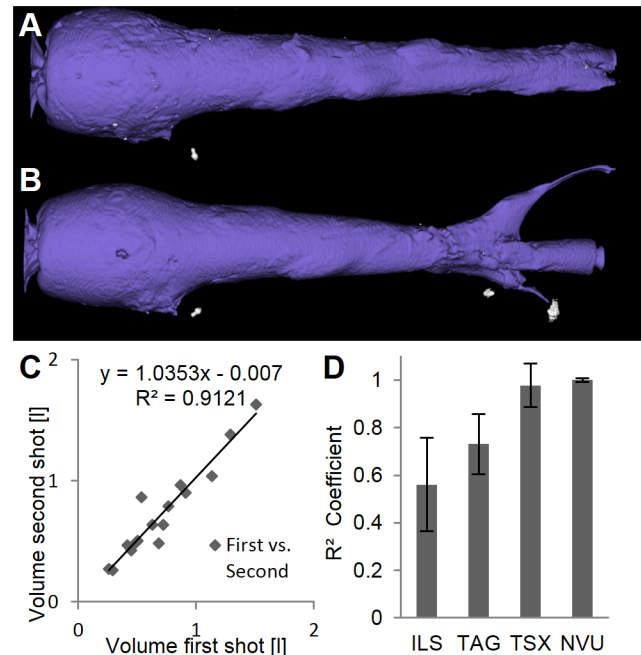 A
B
C
D
2
1
0
0
1
2
y = 1.0353x - 0.007
R² = 0.9121
First vs.
Second
Volume second shot [l]
Volume first shot [l]
1
0.8
0.6
0.4
0.2
0
R² Coefficient
ILS TAG TSX NVU